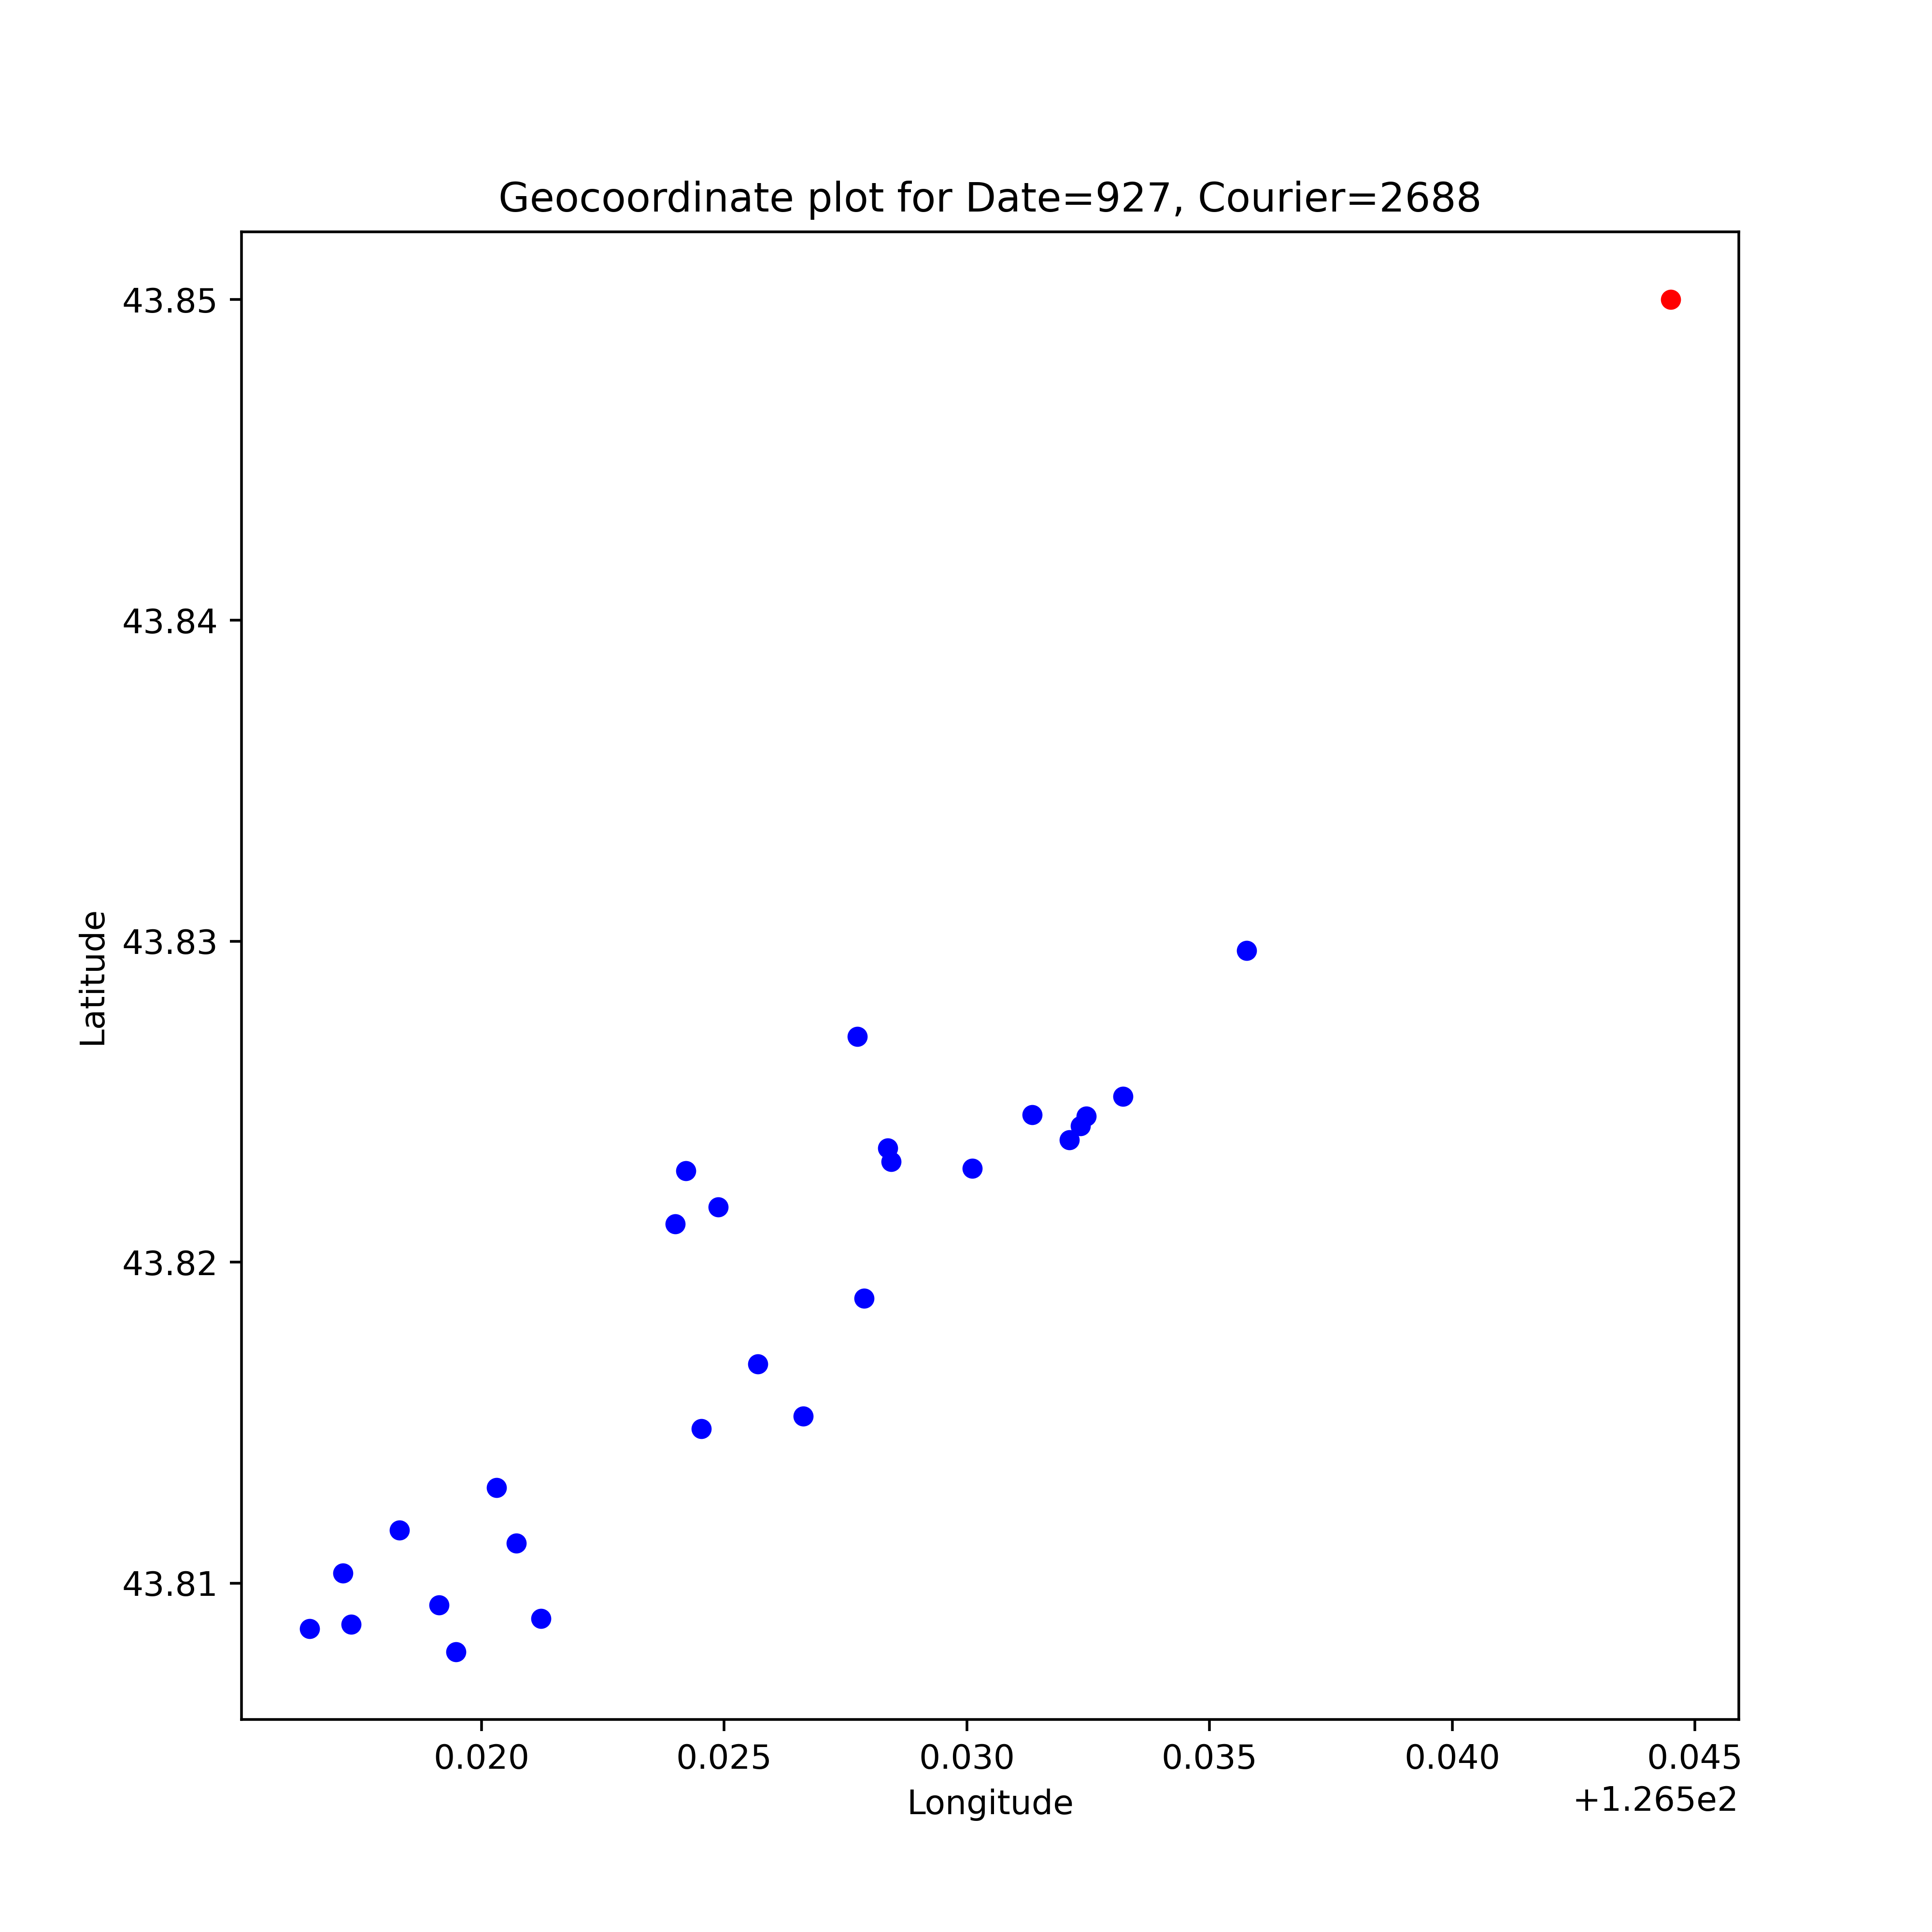 Geocoordinate plot for Date=927, Courier=2688
43.85
43.84
43.83
43.82
43.81
Latitude
0.020 0.025 0.030 0.035 0.040 0.045
Longitude
+1.265e2